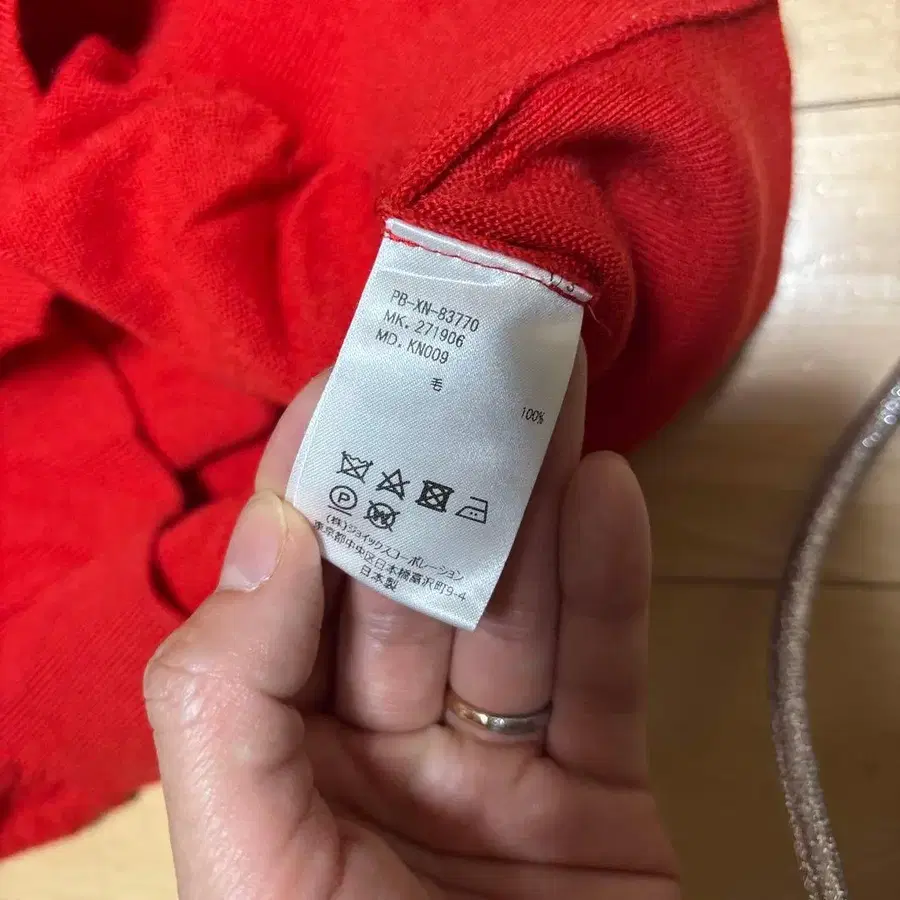 PB-XN-83770
MK. 271906
MD. KN009
毛 100%
P W
(株)ジョイックスコーポレーション
東京都中央区日本橋富沢町9-4
日本製